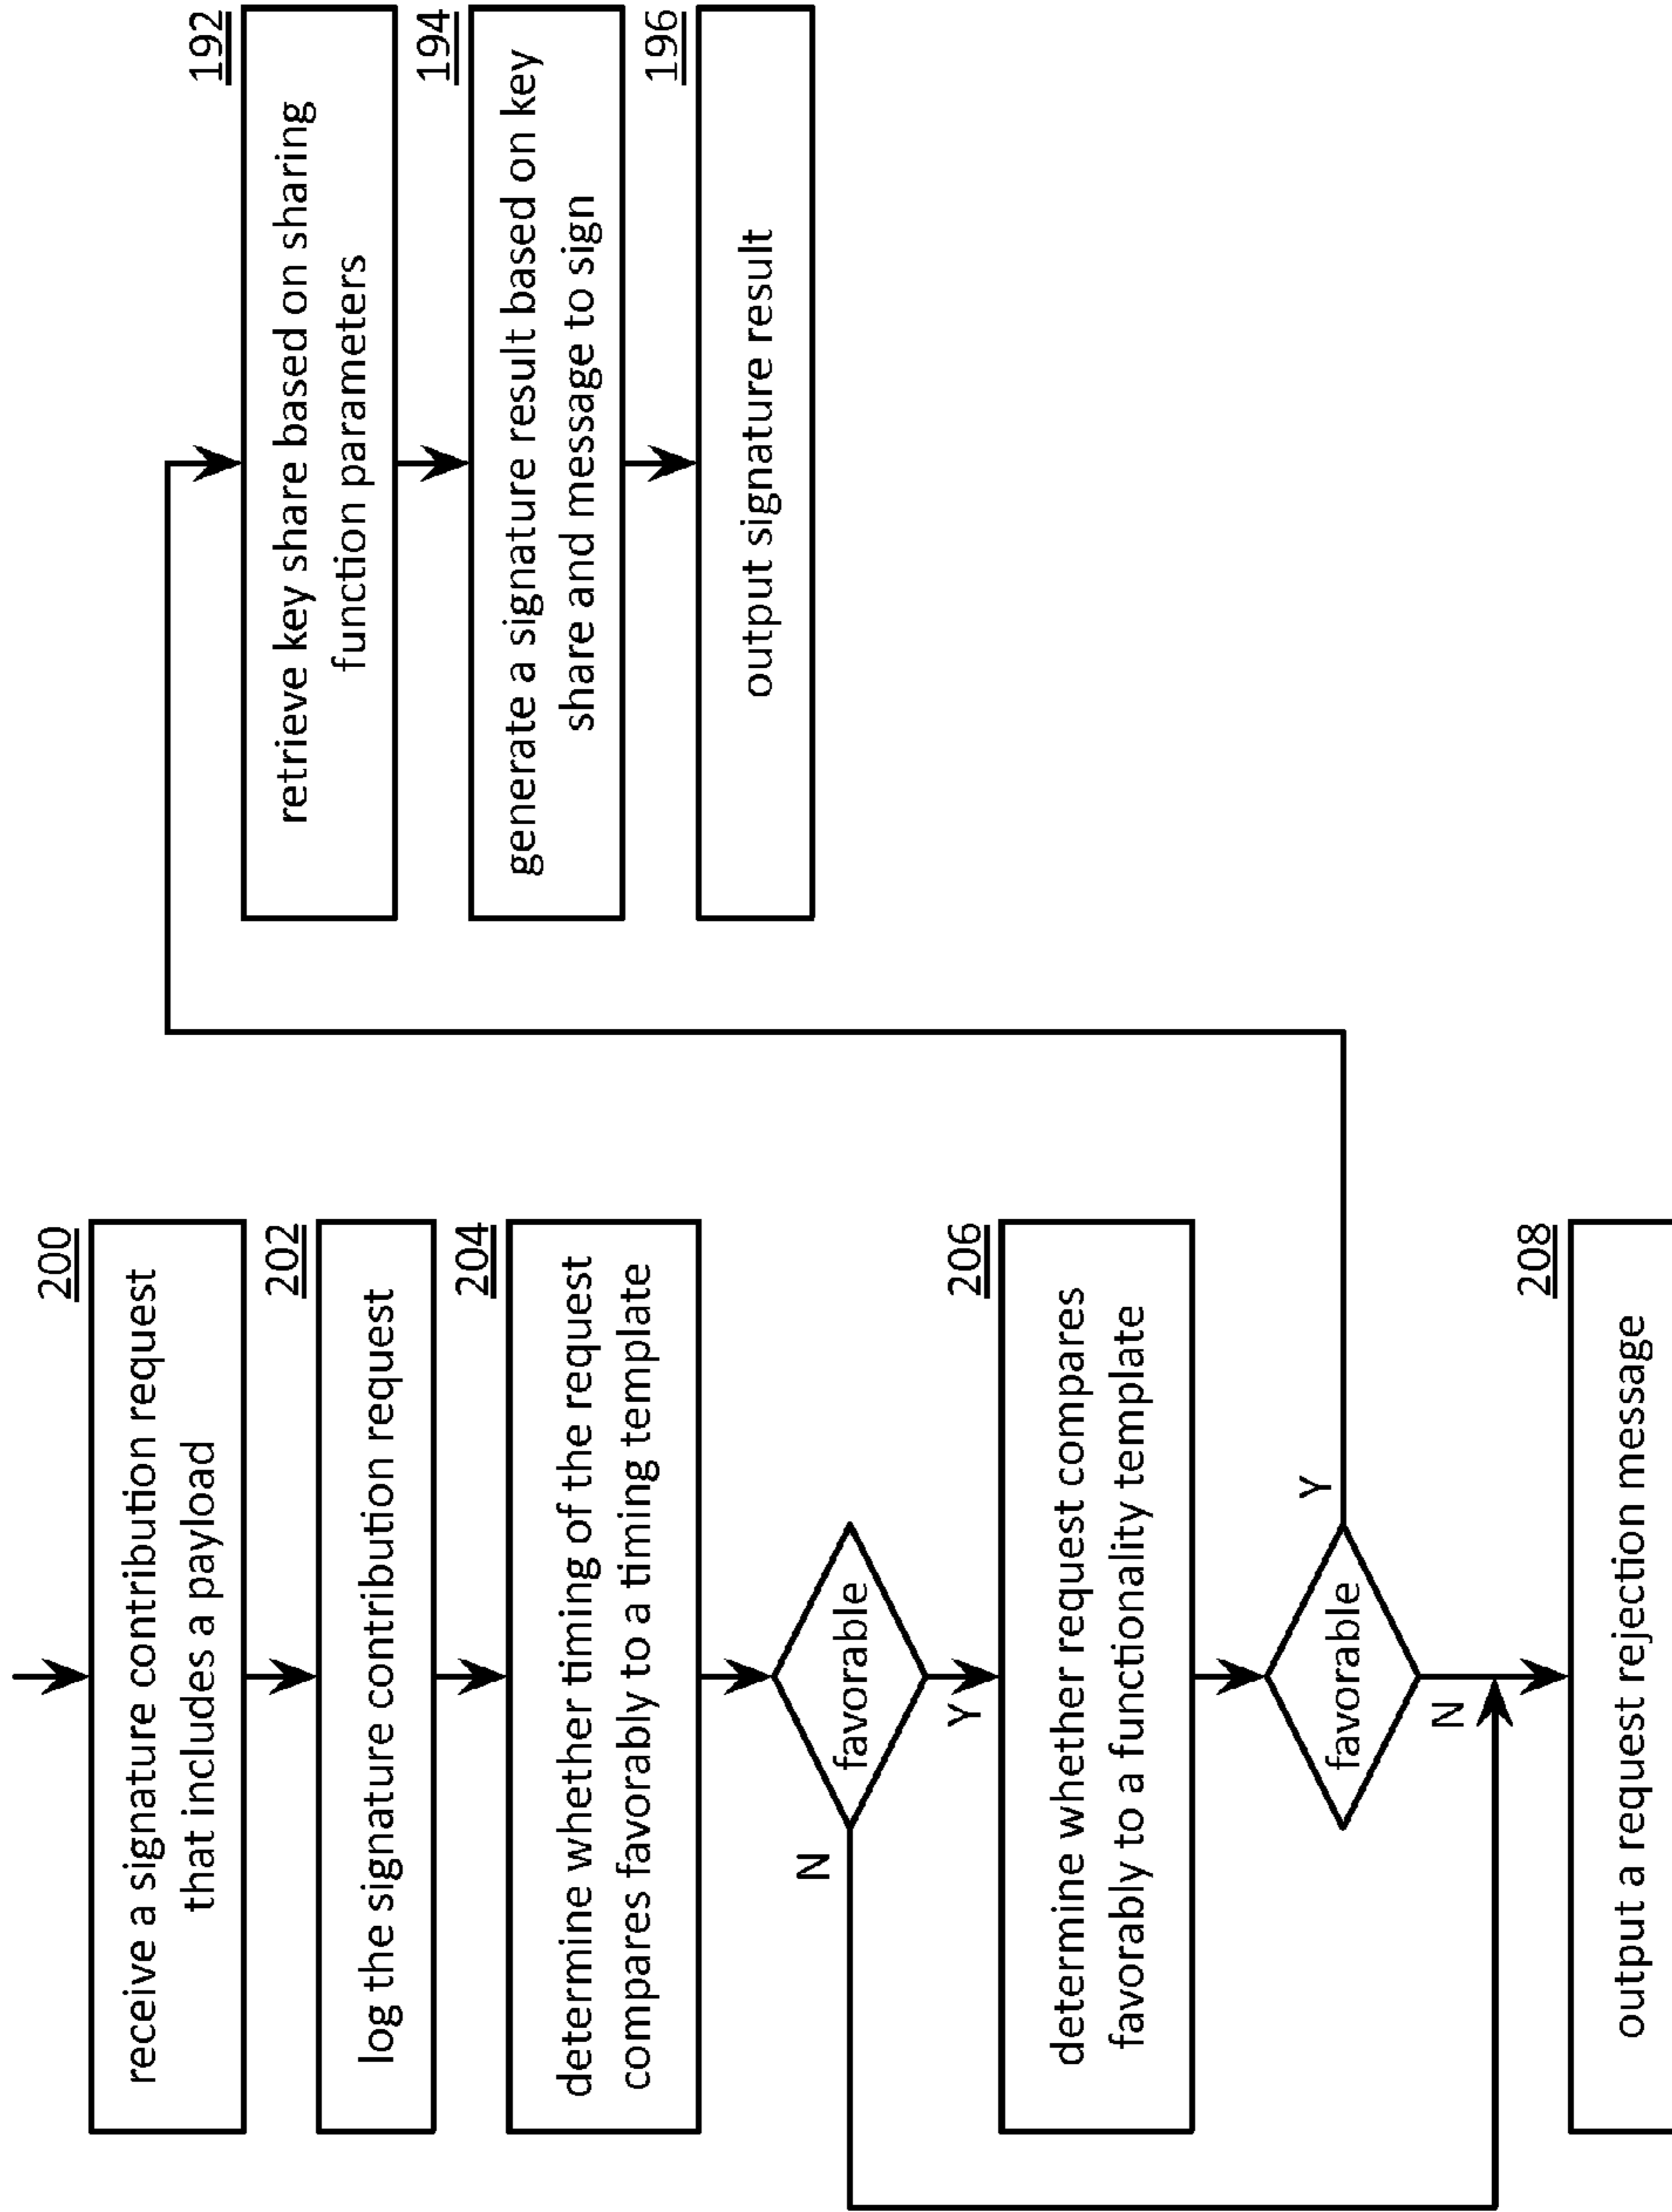 200
receive a signature contribution request
that includes a payload
202
log the signature contribution request
204
determine whether timing of the request
compares favorably to a timing template
favorable
N
Y
206
determine whether request compares
favorably to a functionality template
favorable
Y
N
208
output a request rejection message
192
retrieve key share based on sharing
function parameters
194
generate a signature result based on key
share and message to sign
196
output signature result